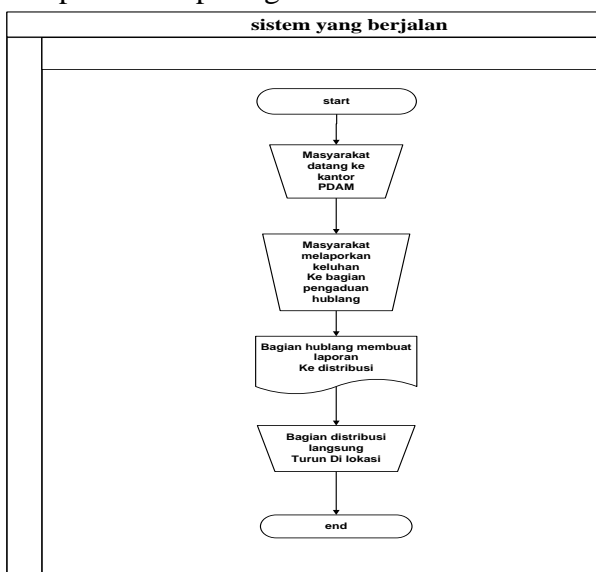 sistem yang berjalan
start
Masyarakat
datang ke
kantor
PDAM
Masyarakat
melaporkan
keluhan
Ke bagian
pengaduan
hublang
Bagian hublang membuat
laporan
Ke distribusi
Bagian distribusi
langsung
Turun Di lokasi
end